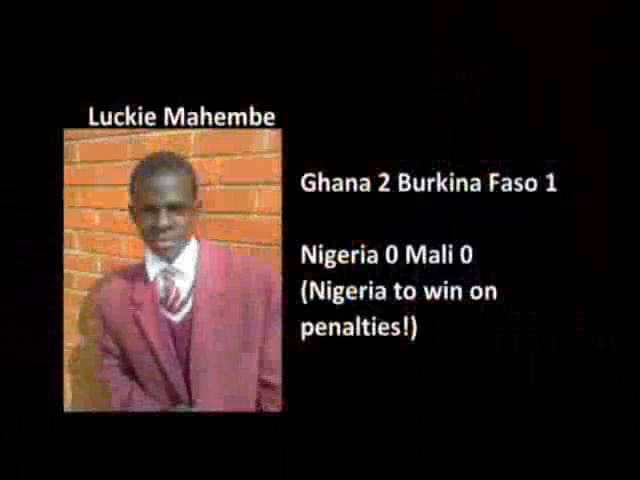 Luckie Mahembe
Ghana 2 Burkina Faso 1
Nigeria 0 Mali 0
(Nigeria to win on
penalties!)